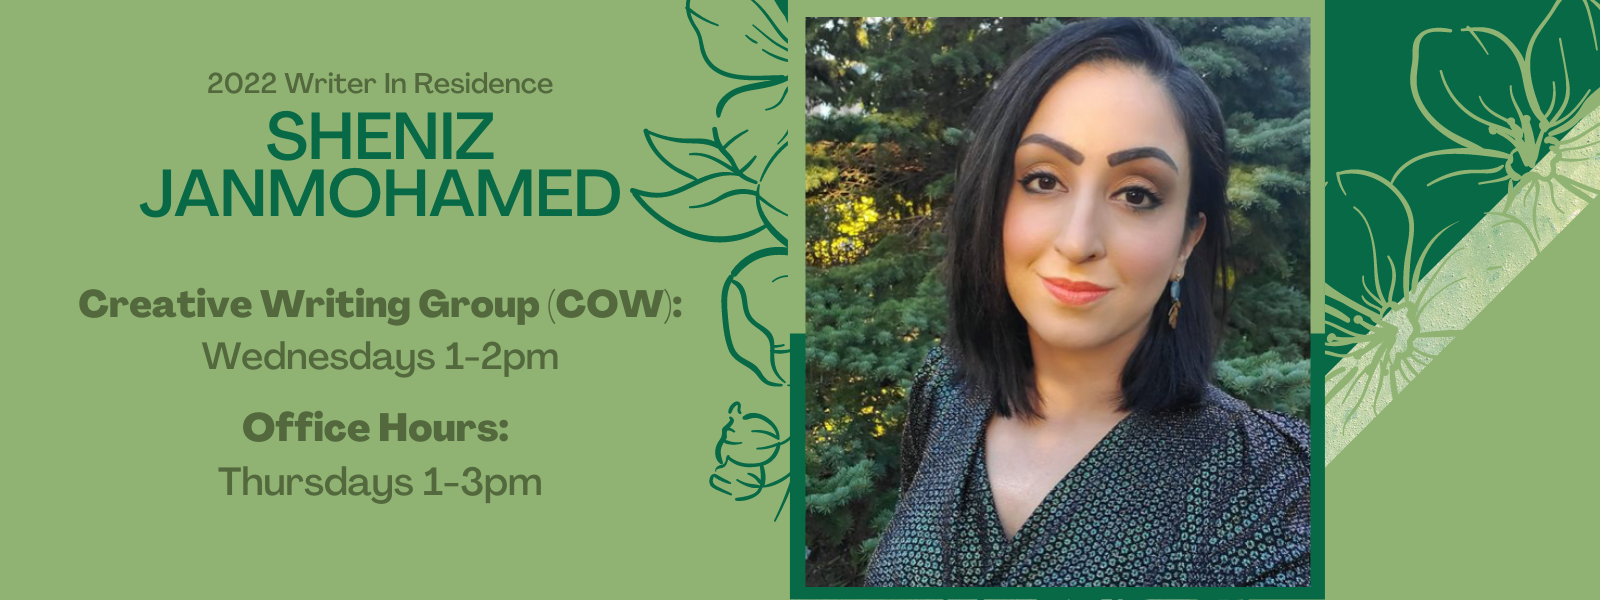 2022 Writer In Residence
SHENIZ
JANMOHAMED
Creative Writing Group (COW):
Wednesdays 1-2pm
Office Hours:
Thursdays 1-3pm